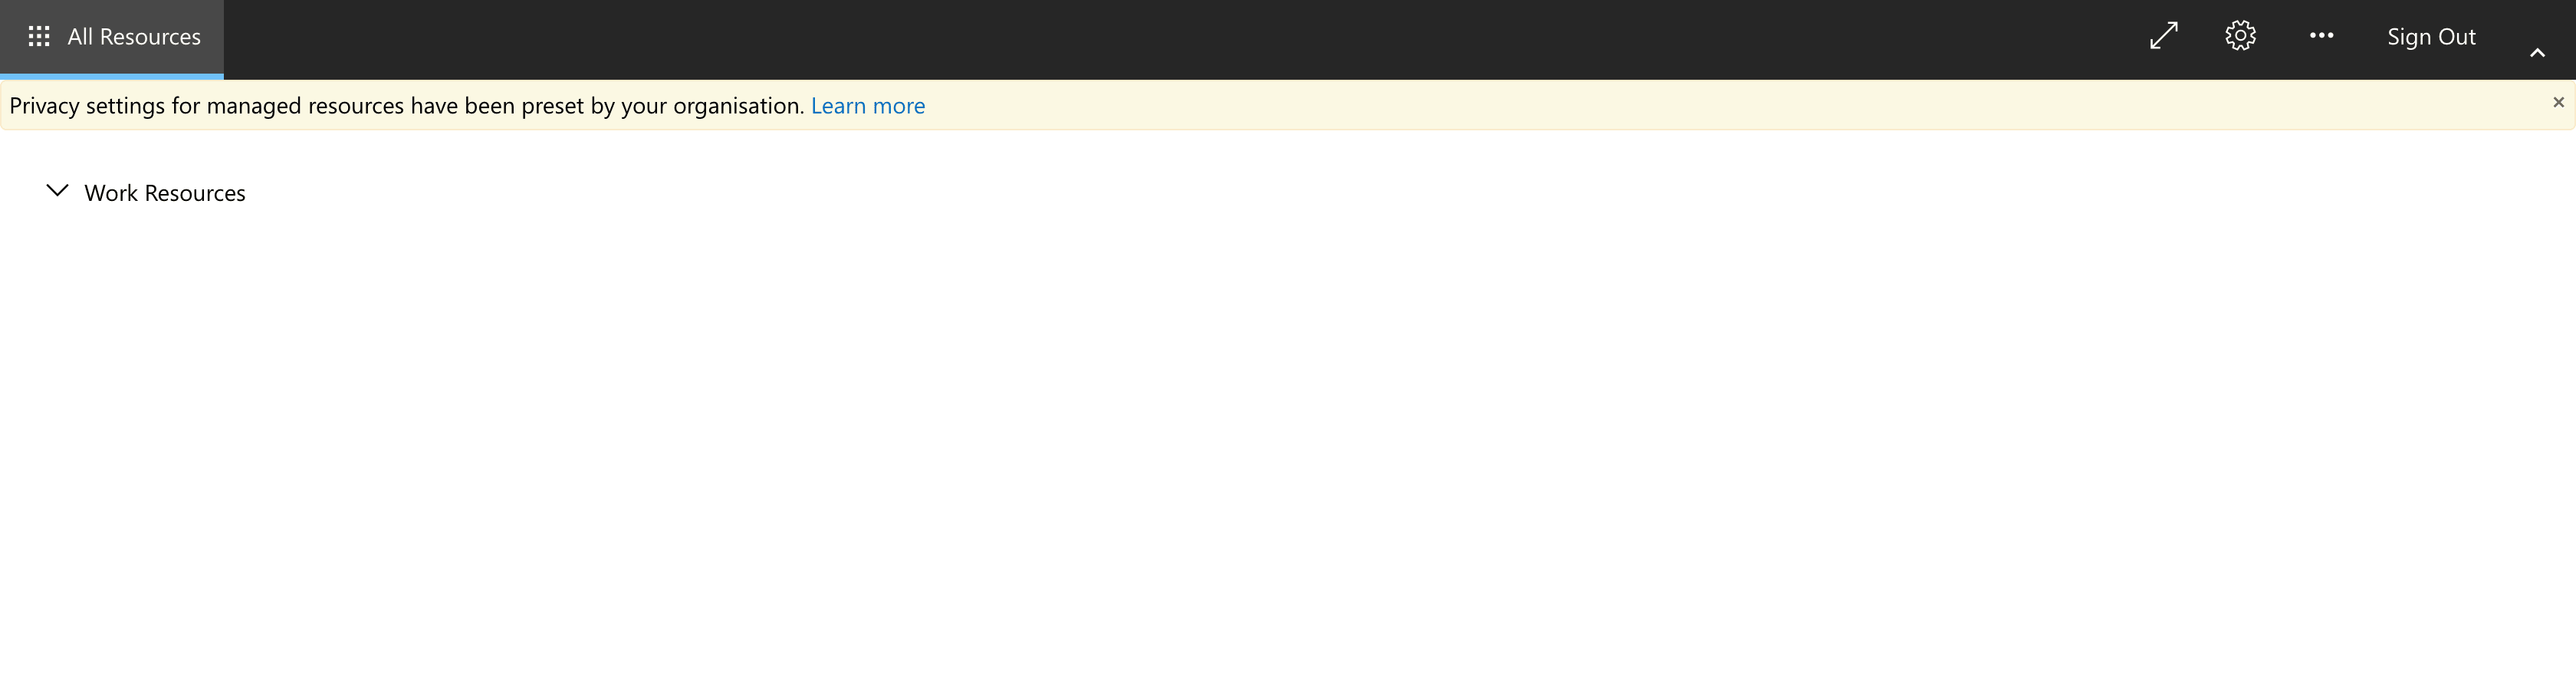 All Resources
Sign Out
Privacy settings for managed resources have been preset by your organisation. Learn more
Work Resources